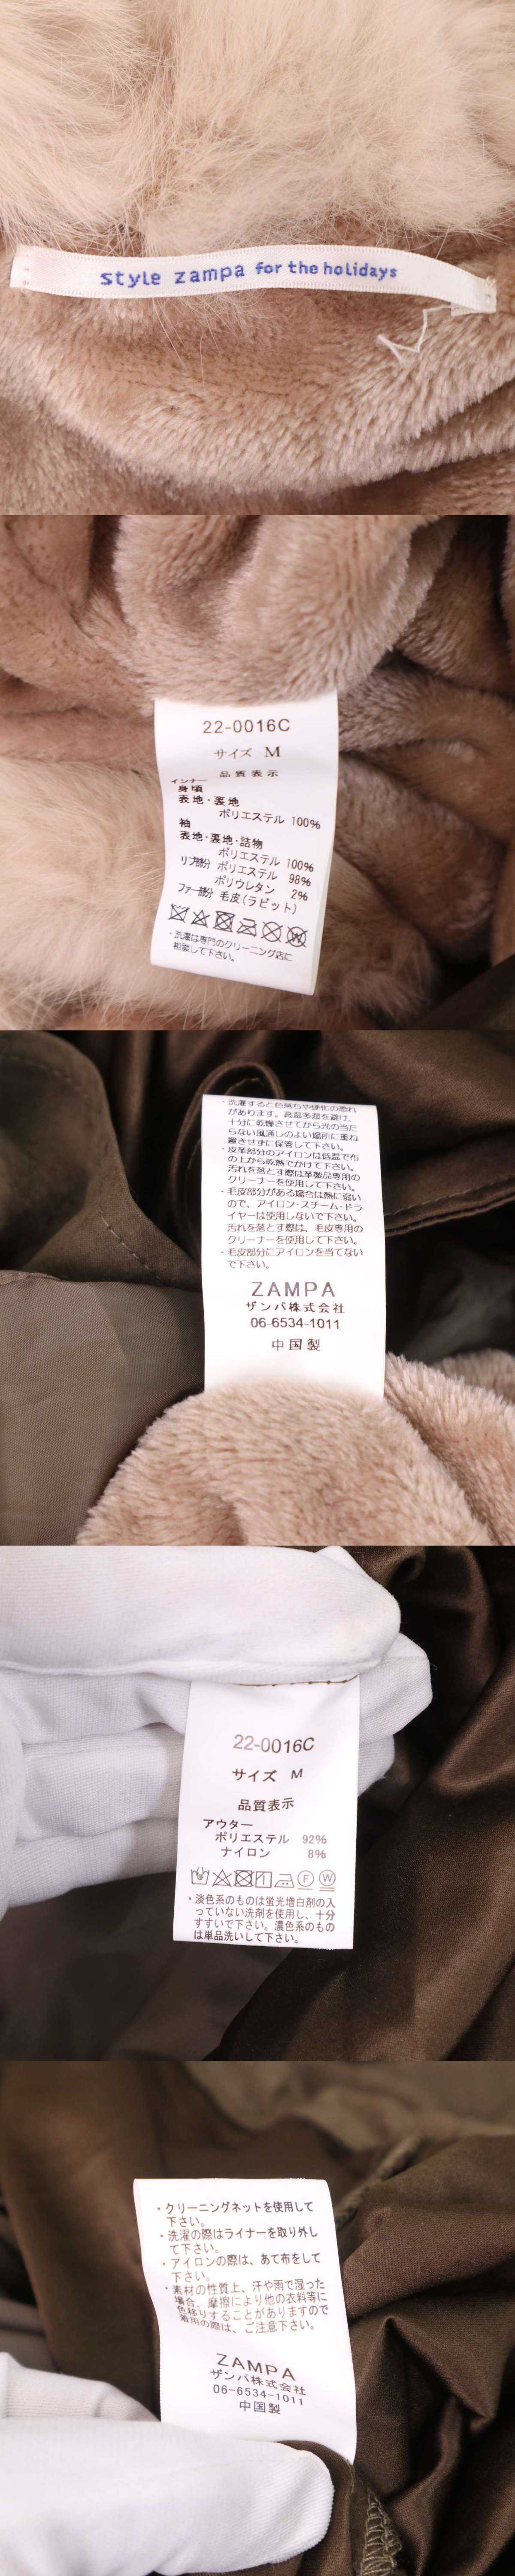 style zampa for the holidays
22-0016C
サイズ M
品質表示
インナー
身頃
表地・裏地
ポリエステル 100%
袖
表地・裏地・詰物
ポリエステル 100%
リブ部分 ポリエステル 98%
ポリウレタン 2%
ファー部分 毛皮(ラビット)
・洗濯は専門のクリーニング店に
相談して下さい。
・洗濯すると色落ちや硬化の恐れ
があります。高温多湿を避け、
十分に乾燥させてから光の当た
らない風通しのよい場所に重ね
置きせずに保管して下さい。
・皮革部分のアイロンは低温で布
の上から乾熱でかけて下さい。
汚れを落とす際は革製品専用の
クリーナーを使用して下さい。
・毛皮部分がある場合は熱に弱い
ので、アイロン・スチーム・ドラ
イヤーは使用しないで下さい。
汚れを落とす際は、毛皮専用の
クリーナーを使用して下さい。
・毛皮部分にアイロンを当てない
で下さい。
ZAMPA
ザンパ株式会社
06-6534-1011
中国製
22-0016C
サイズ M
品質表示
アウター
ポリエステル 92%
ナイロン 8%
F W
・淡色系のものは蛍光増白剤の入
っていない洗剤を使用し、十分
すすいで下さい。濃色系のもの
は単品洗いして下さい。
・クリーニングネットを使用して
下さい。
・洗濯の際はライナーを取り外し
て下さい。
・アイロンの際は、あて布をして
下さい。
・素材の性質上、汗や雨で湿った
場合、摩擦により他の衣料等に
色移りすることがありますので
着用の際は、ご注意下さい。
ZAMPA
ザンパ株式会社
06-6534-1011
中国製